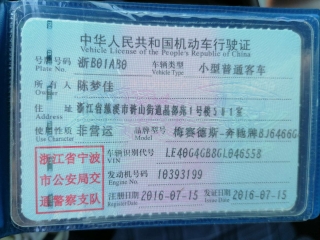 中华人民共和国机动车行驶证
Vehicle License of the People's Republic of China
号牌号码 浙B01A80 车辆类型 小型普通客车
Plate No. Vehicle Type
所有人 陈梦佳
Owner
住址 浙江省慈溪市浒山街道
Address
使用性质 非营运 品牌型号 梅赛德斯-奔驰牌BJ6466G
浙江省宁波
市公安局交
通警察支队
车辆识别代号
VIN
发动机号码 10393199
Engine No.
注册日期 2016-07-15 发证日期 2016-07-15
Register Date Issue Date